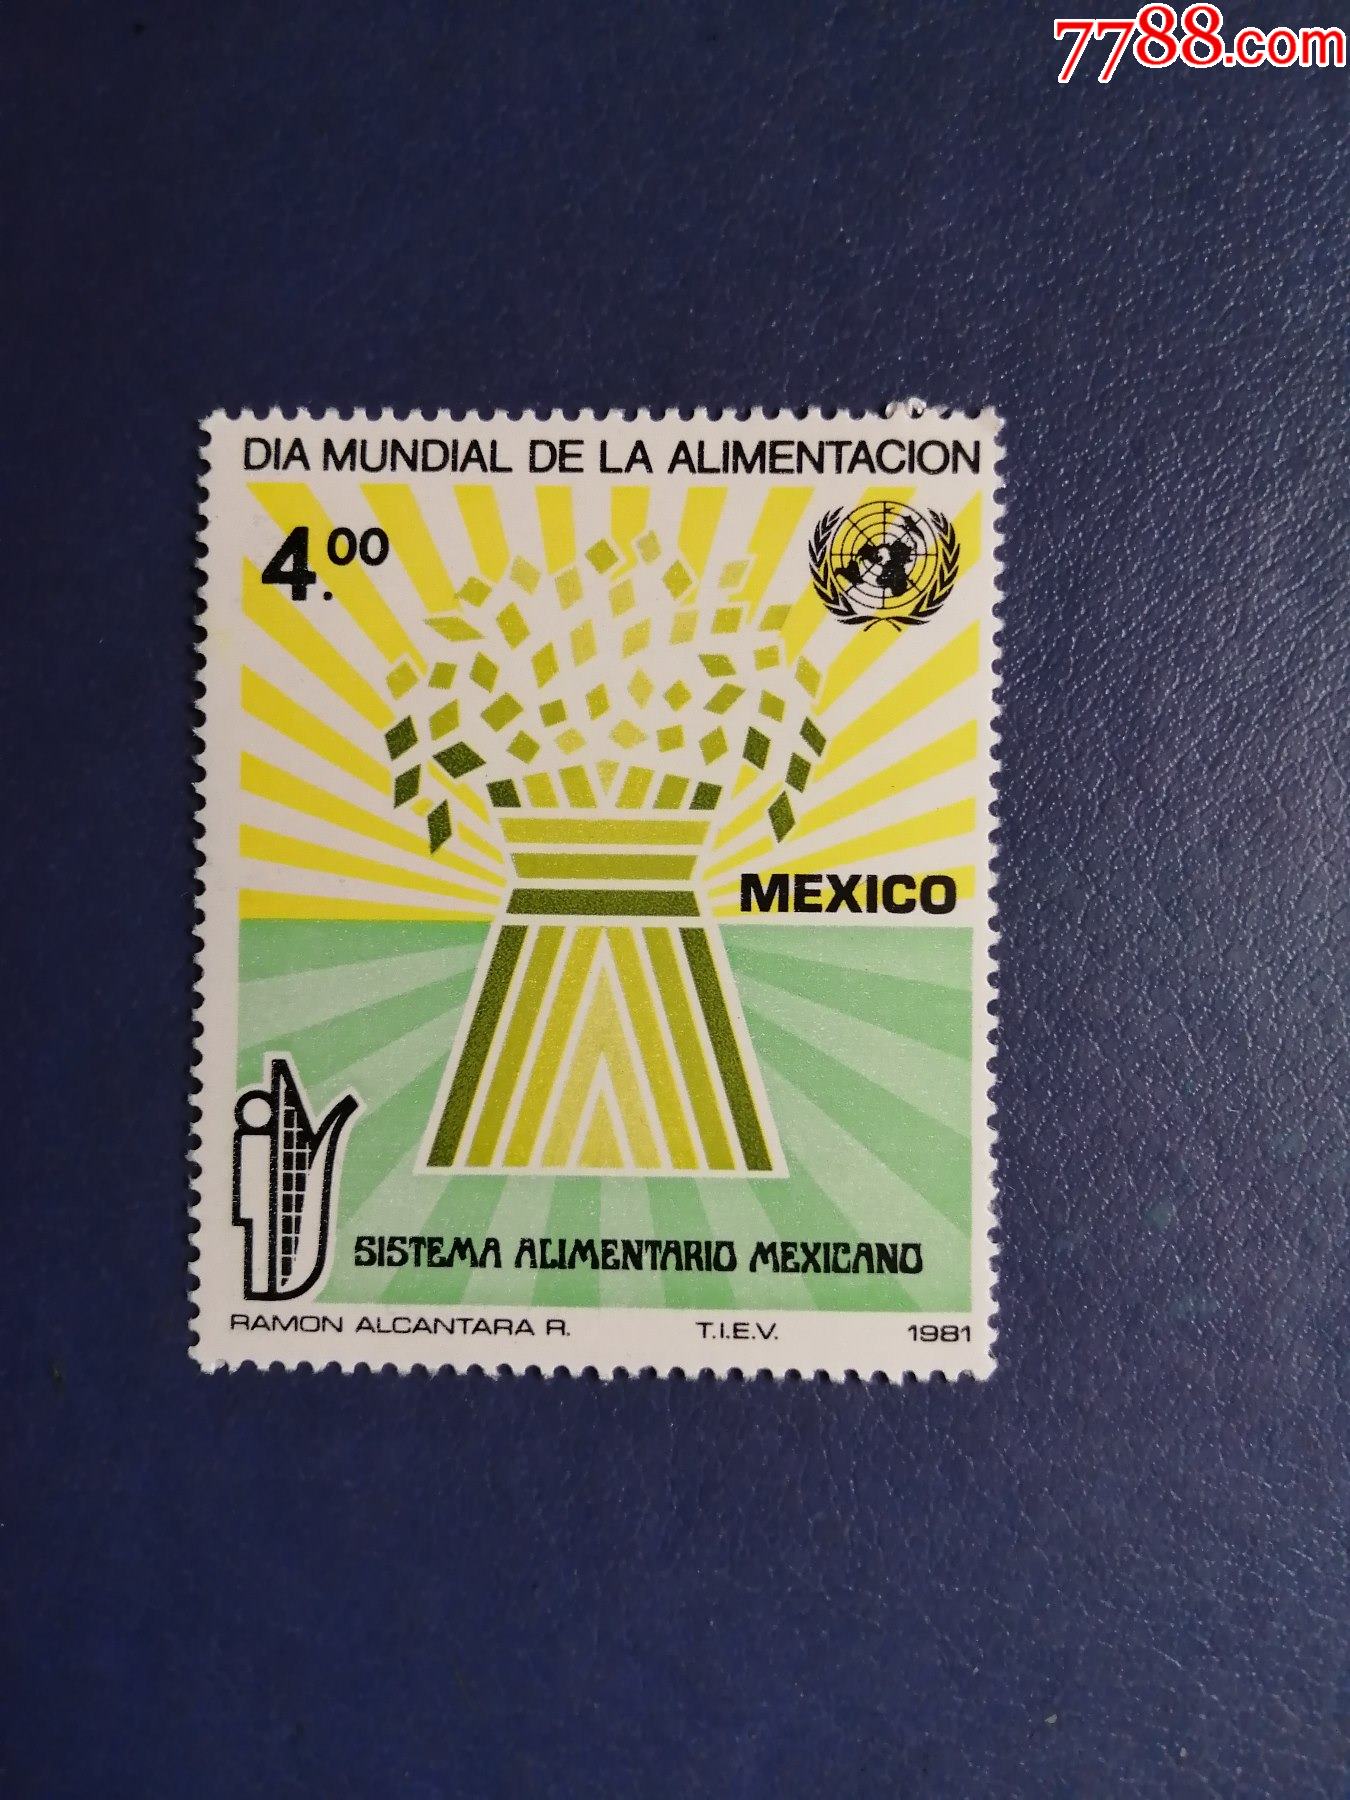 7788.com
DIA MUNDIAL DE LA ALIMENTACION
4.00
MEXICO
SISTEMA ALIMENTARIO MEXICANO
RAMON ALCANTARA R. T.I.E.V. 1981